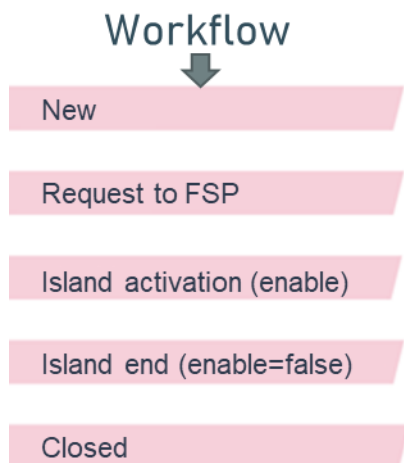 Workflow
New
Request to FSP
Island activation (enable)
Island end (enable=false)
Closed